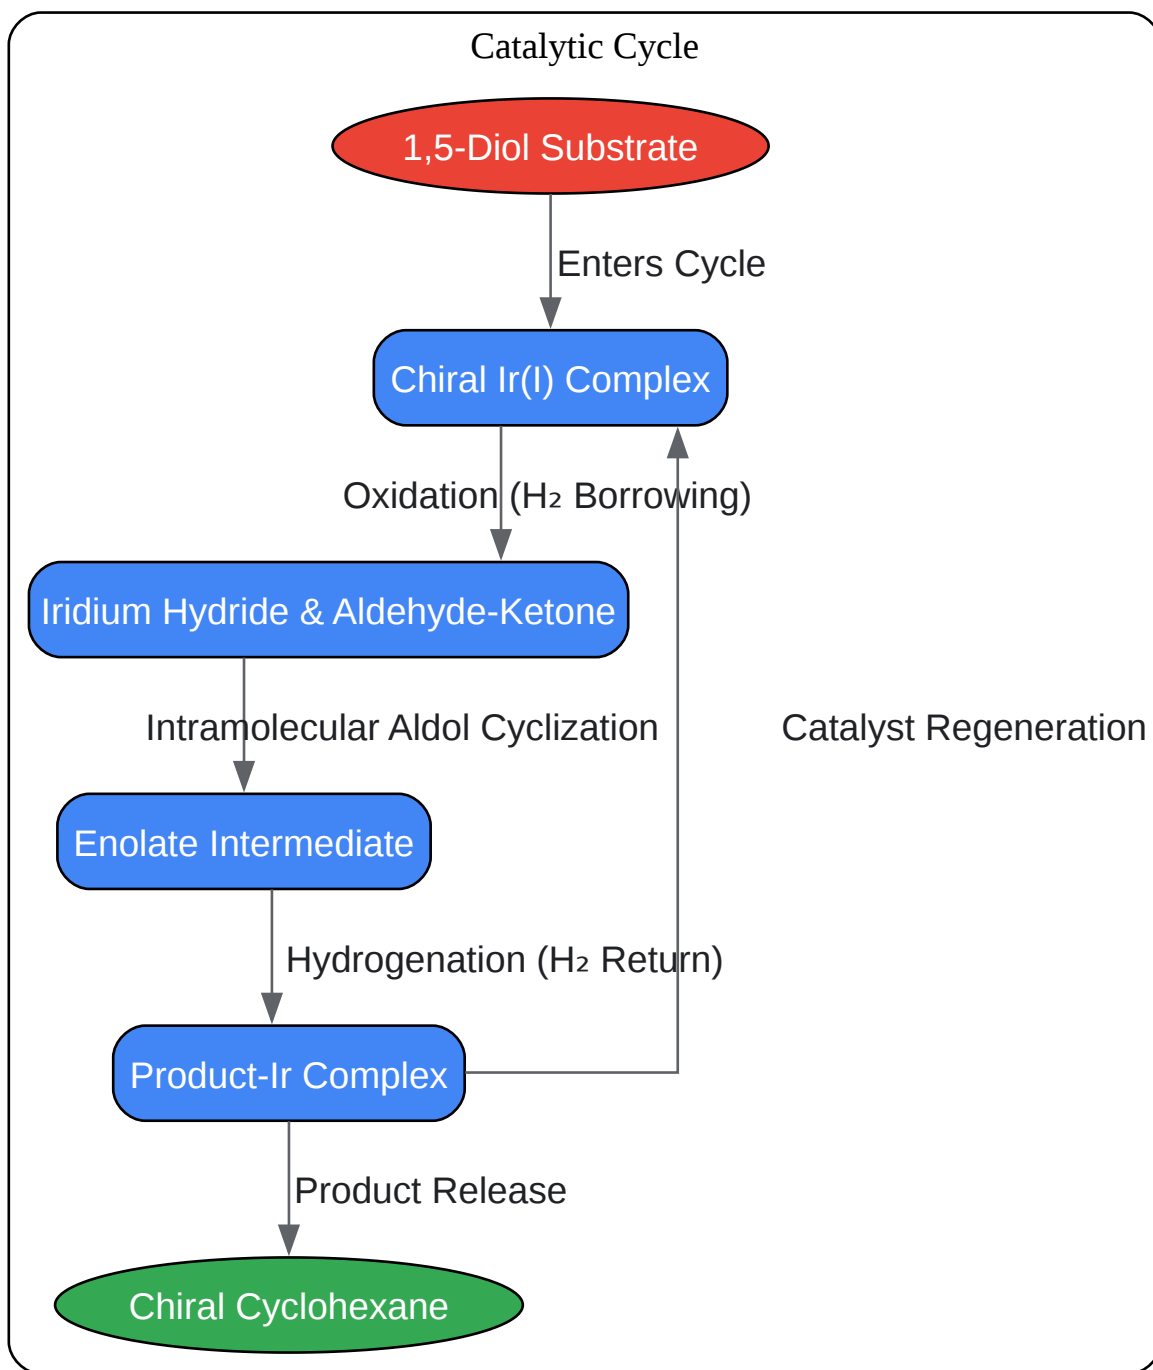 Catalytic Cycle
1,5-Diol Substrate
Enters Cycle
Chiral Ir(I) Complex
Oxidation (H₂ Borrowing)
Iridium Hydride & Aldehyde-Ketone
Intramolecular Aldol Cyclization
Catalyst Regeneration
Enolate Intermediate
Hydrogenation (H₂ Return)
Product-Ir Complex
Product Release
Chiral Cyclohexane